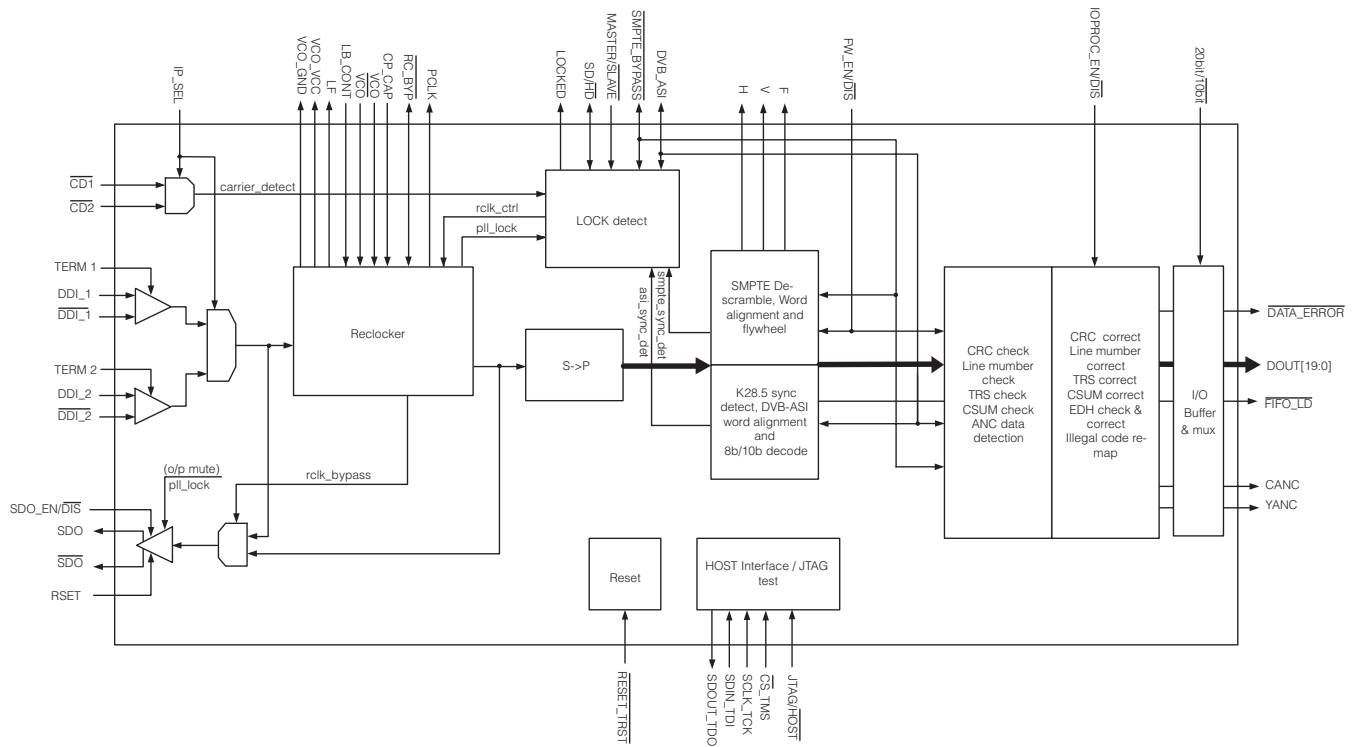 IP_SEL
VCO_GND
VCO_VCC
LF
LB_CONT
VCO
VCO
CP_CAP
RC_BYP
PCLK
LOCKED
SD/HD
MASTER/SLAVE
SMPTE_BYPASS
DVB_ASI
H
V
F
FW_EN/DIS
IOPROC_EN/DIS
20bit/10bit
CD1
CD2
carrier_detect
rclk_ctrl
pll_lock
LOCK detect
TERM 1
DDI_1
DDI_1
TERM 2
DDI_2
DDI_2
Reclocker
S->P
asi_sync_det
smpte_sync_det
SMPTE De-
scramble, Word
alignment and
flywheel
K28.5 sync
detect, DVB-ASI
word alignment
and
8b/10b decode
CRC check
Line number
check
TRS check
CSUM check
ANC data
detection
CRC correct
Line mumber
correct
TRS correct
CSUM correct
EDH check &
correct
Illegal code re-
map
I/O
Buffer
& mux
DATA_ERROR
DOUT[19:0]
FIFO_LD
CANC
YANC
rclk_bypass
(o/p mute)
pll_lock
SDO_EN/DIS
SDO
SDO
RSET
Reset
HOST Interface / JTAG
test
RESET_TRST
SDOUT_TDO
SDIN_TDI
SCLK_TCK
CS_TMS
JTAG/HOST